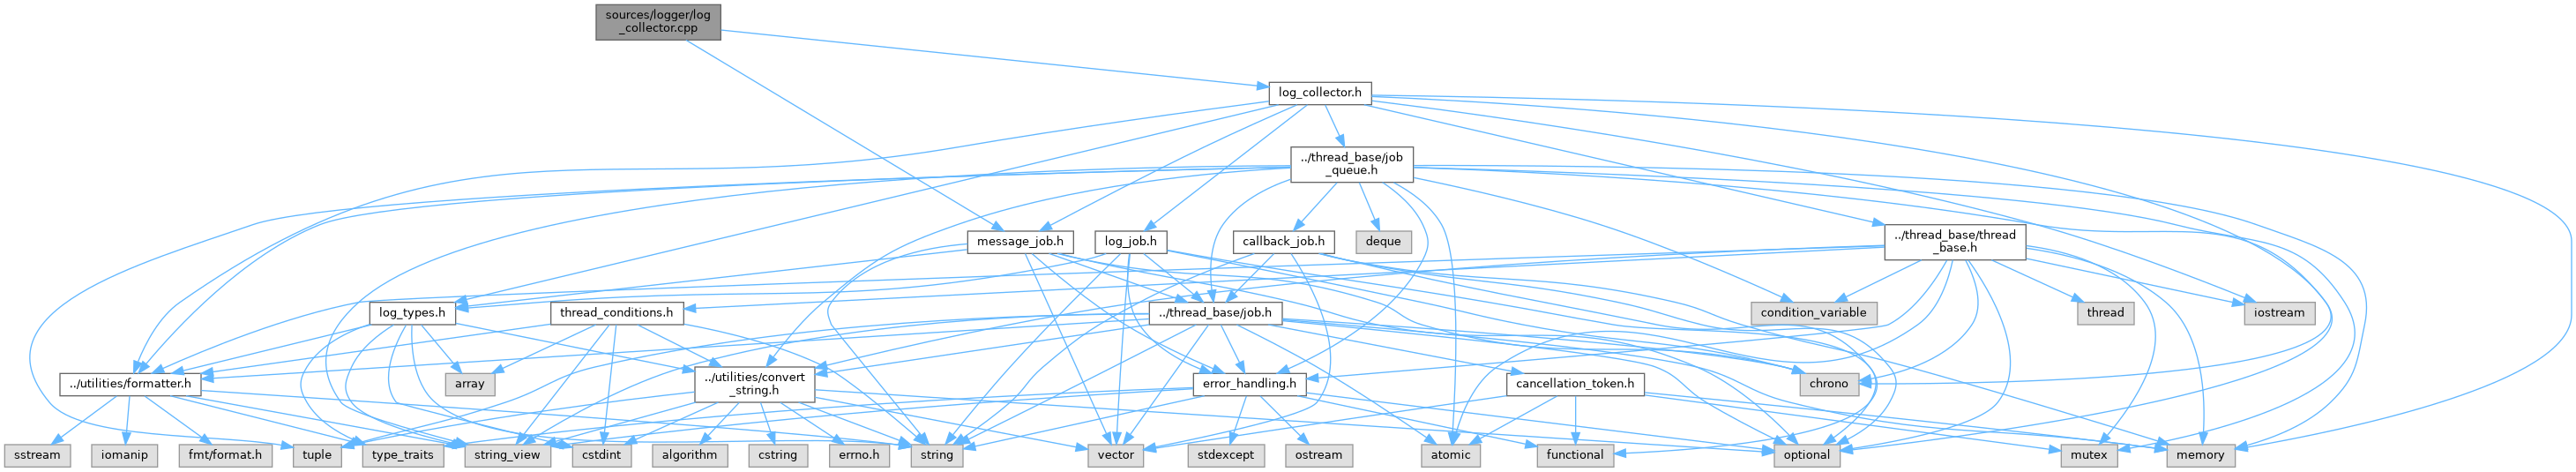 sources/logger/log
_collector.cpp
log_collector.h
../thread_base/job
_queue.h
message_job.h
log_job.h
callback_job.h
deque
../thread_base/thread
_base.h
log_types.h
thread_conditions.h
../thread_base/job.h
condition_variable
thread
iostream
../utilities/formatter.h
array
../utilities/convert
_string.h
error_handling.h
cancellation_token.h
chrono
sstream
iomanip
fmt/format.h
tuple
type_traits
string_view
cstdint
algorithm
cstring
errno.h
string
vector
stdexcept
ostream
atomic
functional
optional
mutex
memory